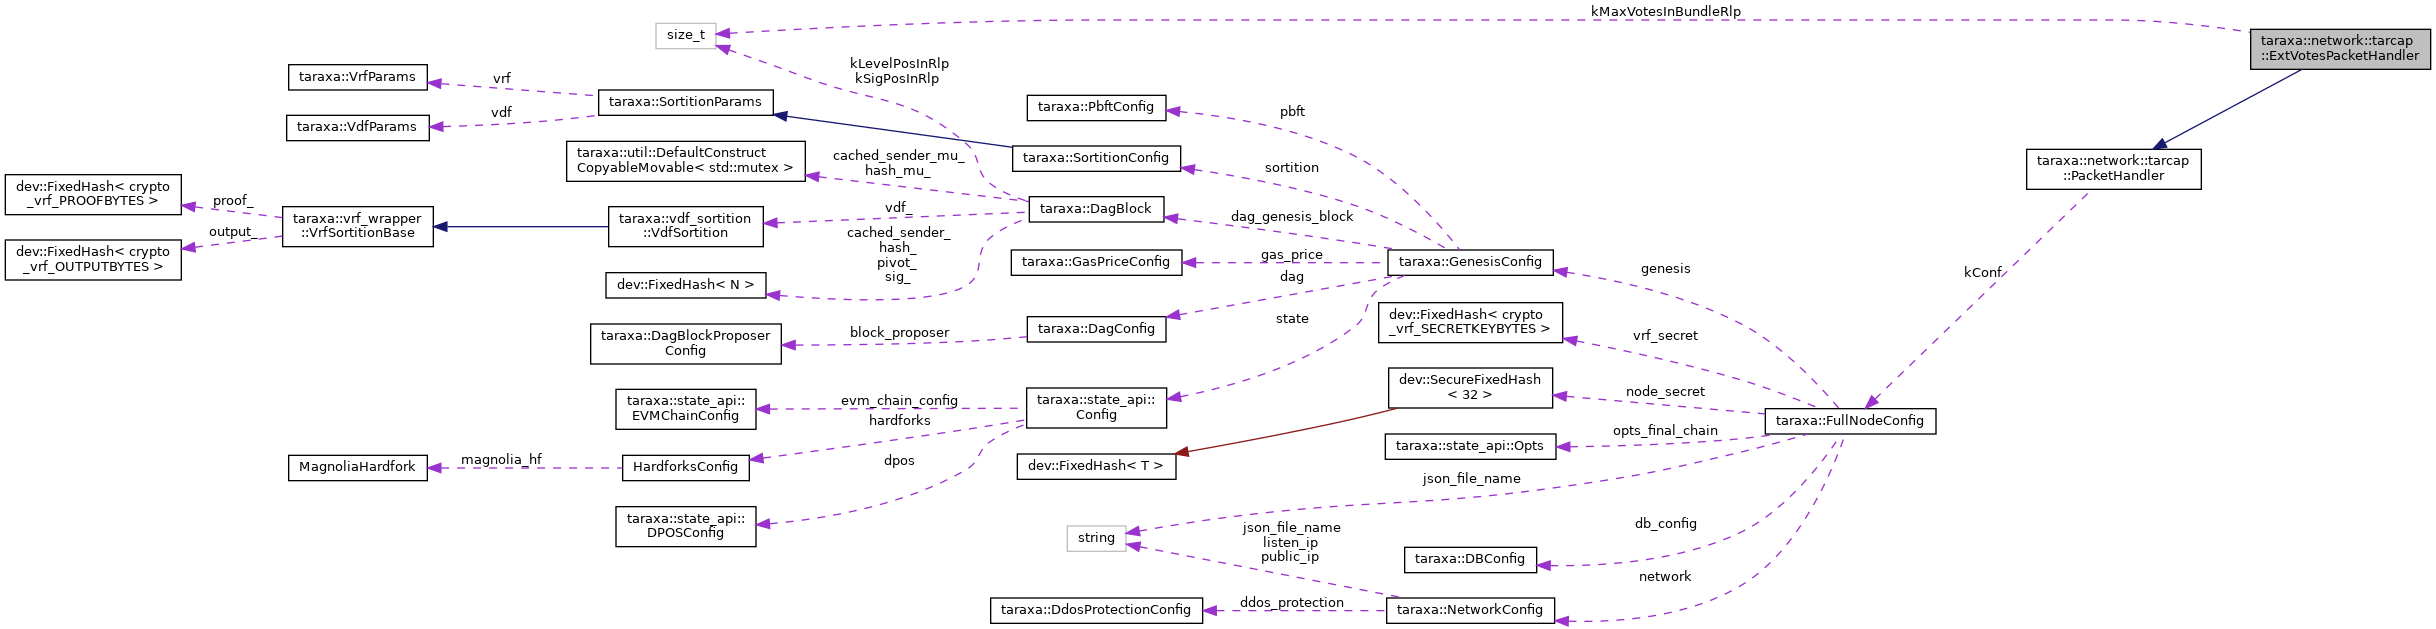 kMaxVotesInBundleRlp
size_t
taraxa::network::tarcap
::ExtVotesPacketHandler
kLevelPosInRlp
kSigPosInRlp
taraxa::VrfParams
vrf
taraxa::SortitionParams
vdf
taraxa::VdfParams
taraxa::PbftConfig
pbft
taraxa::util::DefaultConstruct
CopyableMovable< std::mutex >
cached_sender_mu_
hash_mu_
taraxa::SortitionConfig
sortition
taraxa::network::tarcap
::PacketHandler
dev::FixedHash< crypto
_vrf_PROOFBYTES >
proof_
taraxa::vrf_wrapper
::VrfSortitionBase
taraxa::vdf_sortition
::VdfSortition
vdf_
taraxa::DagBlock
dag_genesis_block
output_
dev::FixedHash< crypto
_vrf_OUTPUTBYTES >
cached_sender_
hash_
pivot_
sig_
taraxa::GasPriceConfig
gas_price
taraxa::GenesisConfig
genesis
kConf
dev::FixedHash< N >
dag
taraxa::DagBlockProposer
Config
block_proposer
taraxa::DagConfig
state
dev::FixedHash< crypto
_vrf_SECRETKEYBYTES >
vrf_secret
taraxa::state_api::
EVMChainConfig
evm_chain_config
hardforks
taraxa::state_api::
Config
dev::SecureFixedHash
< 32 >
node_secret
taraxa::FullNodeConfig
opts_final_chain
taraxa::state_api::Opts
MagnoliaHardfork
magnolia_hf
HardforksConfig
dpos
dev::FixedHash< T >
json_file_name
taraxa::state_api::
DPOSConfig
string
json_file_name
listen_ip
public_ip
db_config
taraxa::DBConfig
network
taraxa::DdosProtectionConfig
ddos_protection
taraxa::NetworkConfig